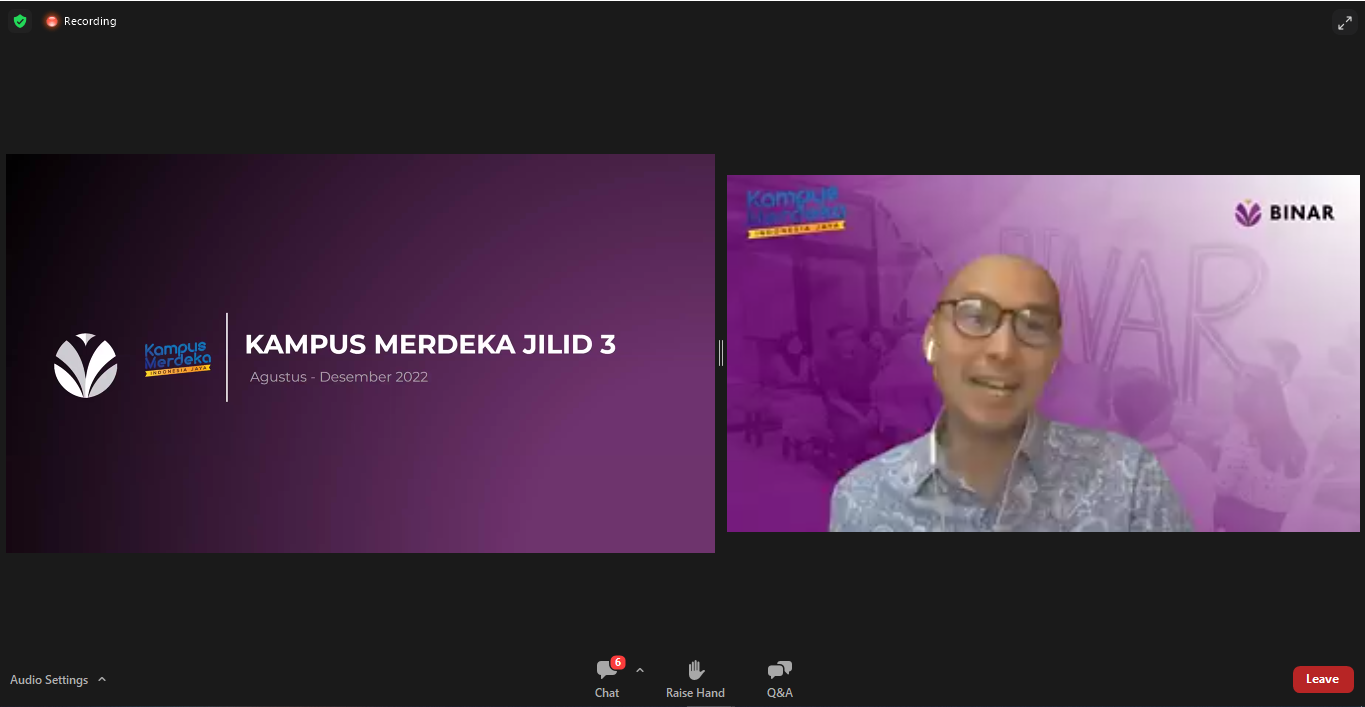 Recording
Kampus
Merdeka
INDONESIA JAYA
KAMPUS MERDEKA JILID 3
Agustus - Desember 2022
Kampus
Merdeka
INDONESIA JAYA
BINAR
BINAR
Audio Settings
6
Chat
Raise Hand
Q&A
Leave